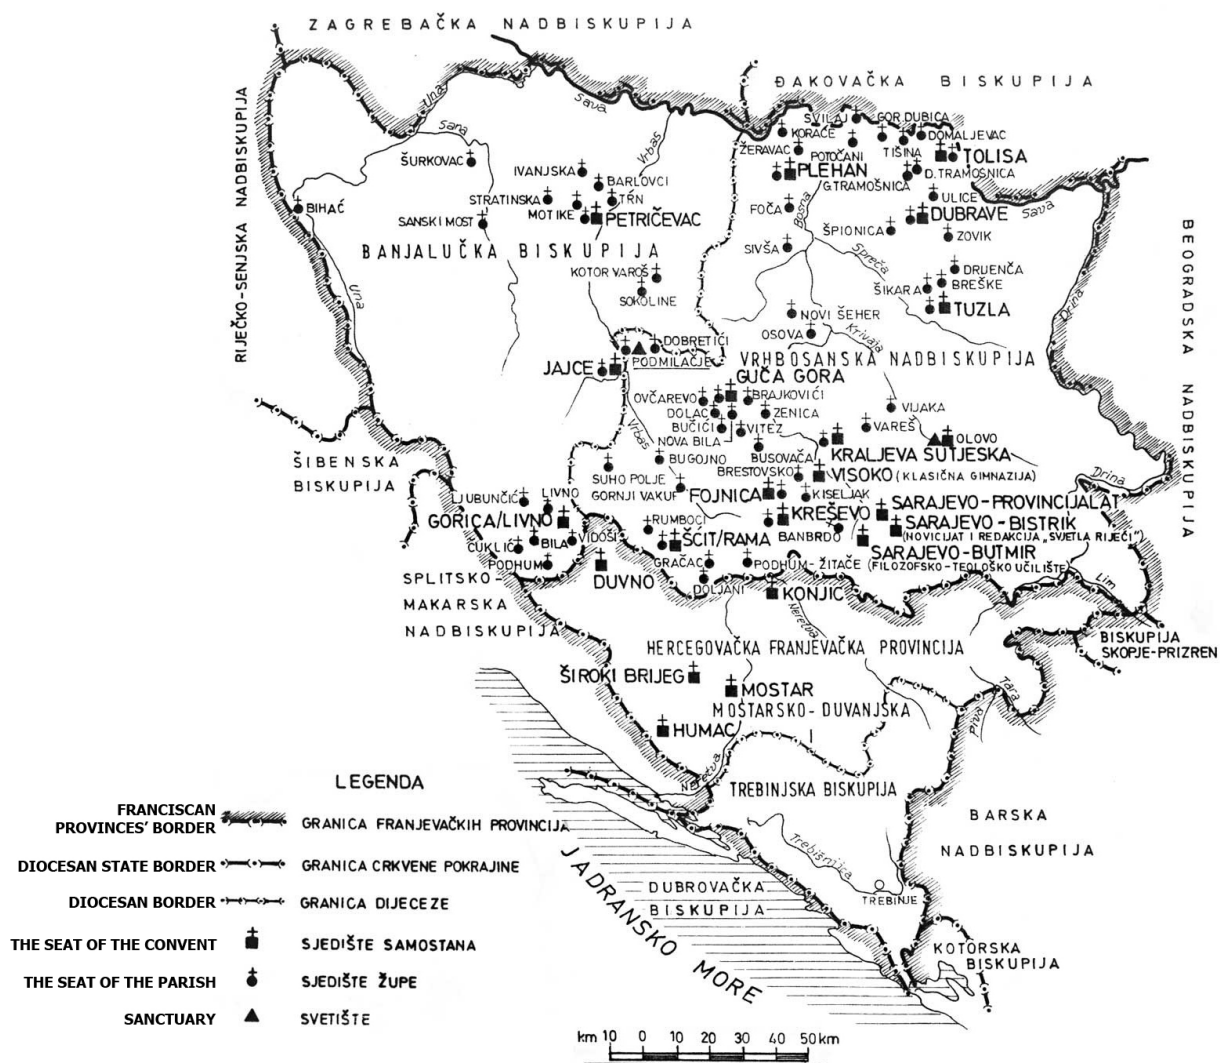 ZAGREBAČKA NADBISKUPIJA
ĐAKOVAČKA BISKUPIJA
RIJEČKO-SENJSKA NADBISKUPIJA
BEOGRADSKA NADBISKUPIJA
Una
Sava
Sana
Vrbas
SVILAJ
GOR.DUBICA
KORAĆE
DOMALJEVAC
ŽERAVAC
POTOČANI
TIŠINA
TOLISA
ŠURKOVAC
IVANJSKA
PLEHAN
D.TRAMOŠNICA
G.TRAMOŠNICA
BARLOVCI
STRATINSKA
TRN
ULICE
BIHAĆ
MOTIKE
PETRIČEVAC
FOČA
Bosna
DUBRAVE
Sava
SANSKI MOST
ŠPIONICA
ZOVIK
BANJALUČKA BISKUPIJA
SIVŠA
Spreča
KOTOR VAROŠ
DRIJENČA
BREŠKE
ŠIKARA
SOKOLINE
Una
TUZLA
Drina
NOVI ŠEHER
OSOVA
Krivaja
DOBRETIĆI
PODMILAČJE
VRHBOSANSKA NADBISKUPIJA
JAJCE
GUČA GORA
OVČAREVO
BRAJKOVIĆI
DOLAC
ZENICA
VIJAKA
BUČIĆI
VITEZ
VAREŠ
Vrbas
NOVA BILA
OLOVO
BUSOVAČA
KRALJEVA SUTJESKA
ŠIBENSKA
BISKUPIJA
BUGOJNO
BRESTOVSKO
VISOKO (KLASIČNA GIMNAZIJA)
Drina
SUHO POLJE
GORNJI VAKUF
FOJNICA
KISELJAK
LJUBUNČIĆ
LIVNO
SARAJEVO-PROVINCIJALAT
GORICA/LIVNO
KREŠEVO
SARAJEVO-BISTRIK
RUMBOCI
BANBRDO
(NOVICIJAT I REDAKCIJA „SVJETLA RIJEČI”)
ČUKLIĆ
BILA
VIDOŠI
ŠĆIT/RAMA
SARAJEVO-BUTMIR
PODHUM
GRAČAC
PODHUM-ŽITAČE
(FILOZOFSKO-TEOLOŠKO UČILIŠTE)
SPLITSKO-
MAKARSKA
NADBISKUPIJA
DUVNO
DOLJANI
KONJIC
Lim
Neretva
BISKUPIJA
SKOPJE-PRIZREN
HERCEGOVAČKA FRANJEVAČKA PROVINCIJA
ŠIROKI BRIJEG
MOSTAR
Tara
Piva
MOSTARSKO-DUVANJSKA
HUMAC
I
Neretva
TREBINJSKA BISKUPIJA
BARSKA
NADBISKUPIJA
Trebišnjica
TREBINJE
DUBROVAČKA
BISKUPIJA
JADRANSKO MORE
KOTORSKA
BISKUPIJA
LEGENDA
FRANCISCAN
PROVINCES' BORDER
GRANICA FRANJEVAČKIH PROVINCIJA
DIOCESAN STATE BORDER
GRANICA CRKVENE POKRAJINE
DIOCESAN BORDER
GRANICA DIJECEZE
THE SEAT OF THE CONVENT
SJEDIŠTE SAMOSTANA
THE SEAT OF THE PARISH
SJEDIŠTE ŽUPE
SANCTUARY
SVETIŠTE
km 10 0 10 20 30 40 50km